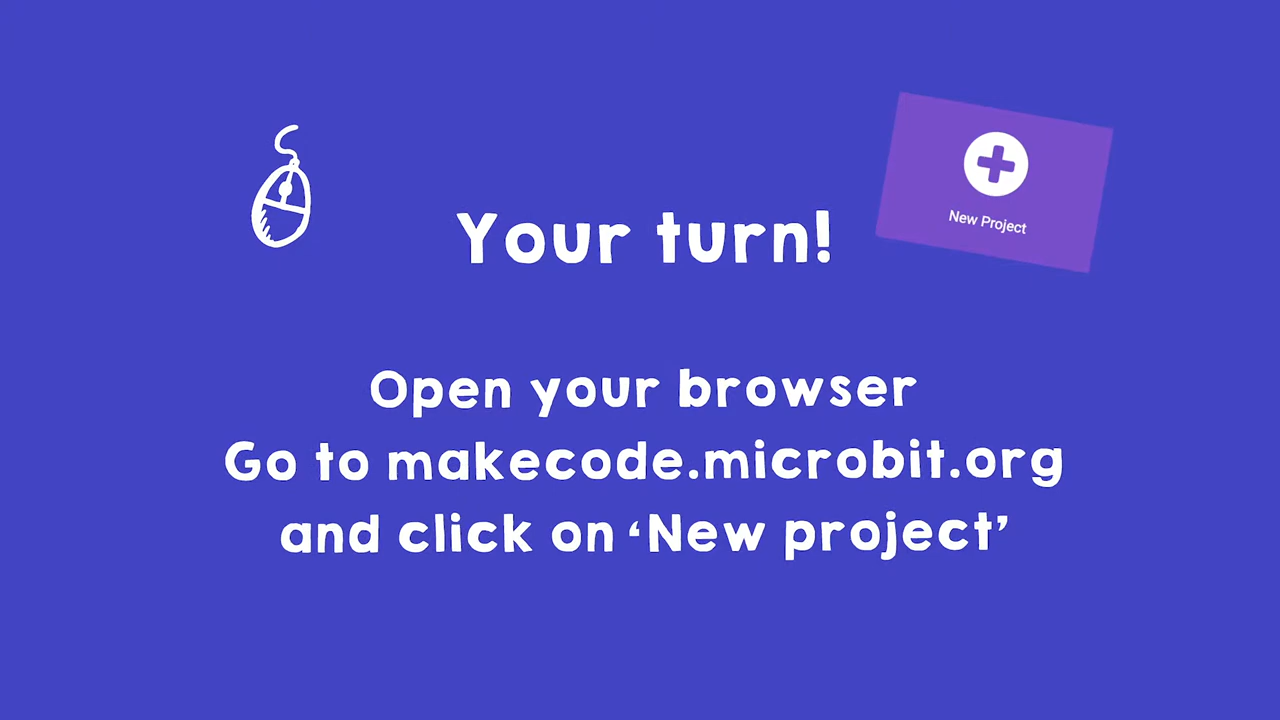 New Project
Your turn!
Open your browser
Go to makecode.microbit.org
and click on ‘New project’